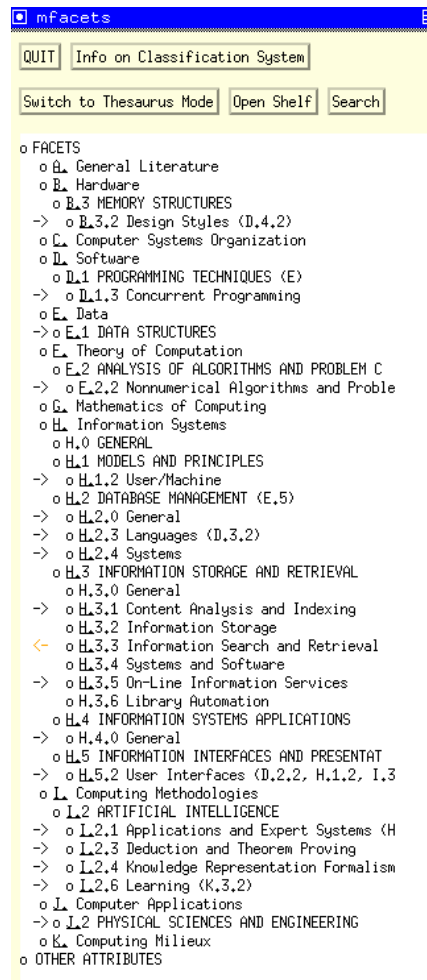 mfacets
QUIT Info on Classification System
Switch to Thesaurus Mode Open Shelf Search
o FACETS
o A. General Literature
o B. Hardware
o B.3 MEMORY STRUCTURES
-> o B.3.2 Design Styles (D.4.2)
o C. Computer Systems Organization
o D. Software
o D.1 PROGRAMMING TECHNIQUES (E)
-> o D.1.3 Concurrent Programming
o E. Data
-> o E.1 DATA STRUCTURES
o F. Theory of Computation
o F.2 ANALYSIS OF ALGORITHMS AND PROBLEM C
-> o F.2.2 Nonnumerical Algorithms and Proble
o G. Mathematics of Computing
o H. Information Systems
o H.0 GENERAL
o H.1 MODELS AND PRINCIPLES
-> o H.1.2 User/Machine
o H.2 DATABASE MANAGEMENT (E.5)
-> o H.2.0 General
-> o H.2.3 Languages (D.3.2)
-> o H.2.4 Systems
o H.3 INFORMATION STORAGE AND RETRIEVAL
o H.3.0 General
-> o H.3.1 Content Analysis and Indexing
o H.3.2 Information Storage
<- o H.3.3 Information Search and Retrieval
o H.3.4 Systems and Software
-> o H.3.5 On-Line Information Services
o H.3.6 Library Automation
o H.4 INFORMATION SYSTEMS APPLICATIONS
-> o H.4.0 General
o H.5 INFORMATION INTERFACES AND PRESENTAT
-> o H.5.2 User Interfaces (D.2.2, H.1.2, I.3
o I. Computing Methodologies
o I.2 ARTIFICIAL INTELLIGENCE
-> o I.2.1 Applications and Expert Systems (H
-> o I.2.3 Deduction and Theorem Proving
-> o I.2.4 Knowledge Representation Formalism
-> o I.2.6 Learning (K.3.2)
o J. Computer Applications
-> o J.2 PHYSICAL SCIENCES AND ENGINEERING
o K. Computing Milieux
o OTHER ATTRIBUTES